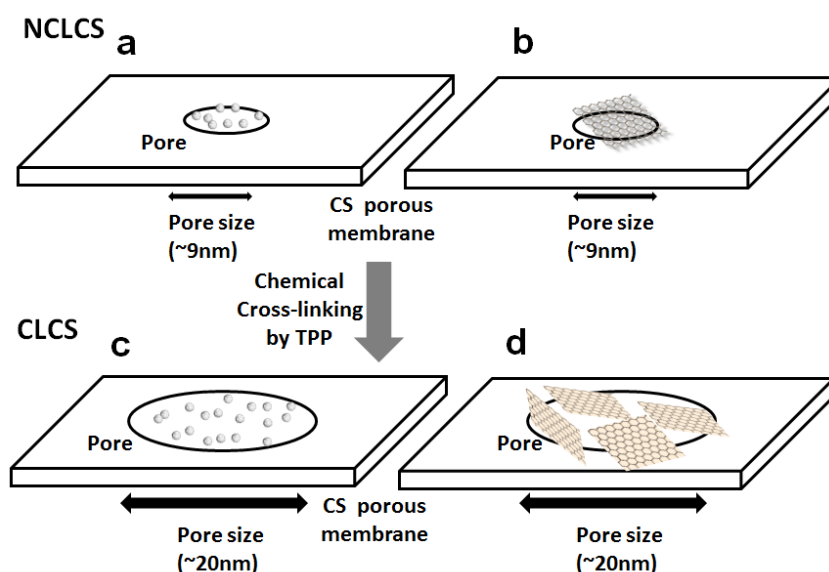 NCLCS
a
b
Pore
Pore
Pore size
(~9nm)
CS porous
membrane
Pore size
(~9nm)
Chemical
Cross-linking
by TPP
CLCS
c
d
Pore
Pore
Pore size
(~20nm)
CS porous
membrane
Pore size
(~20nm)